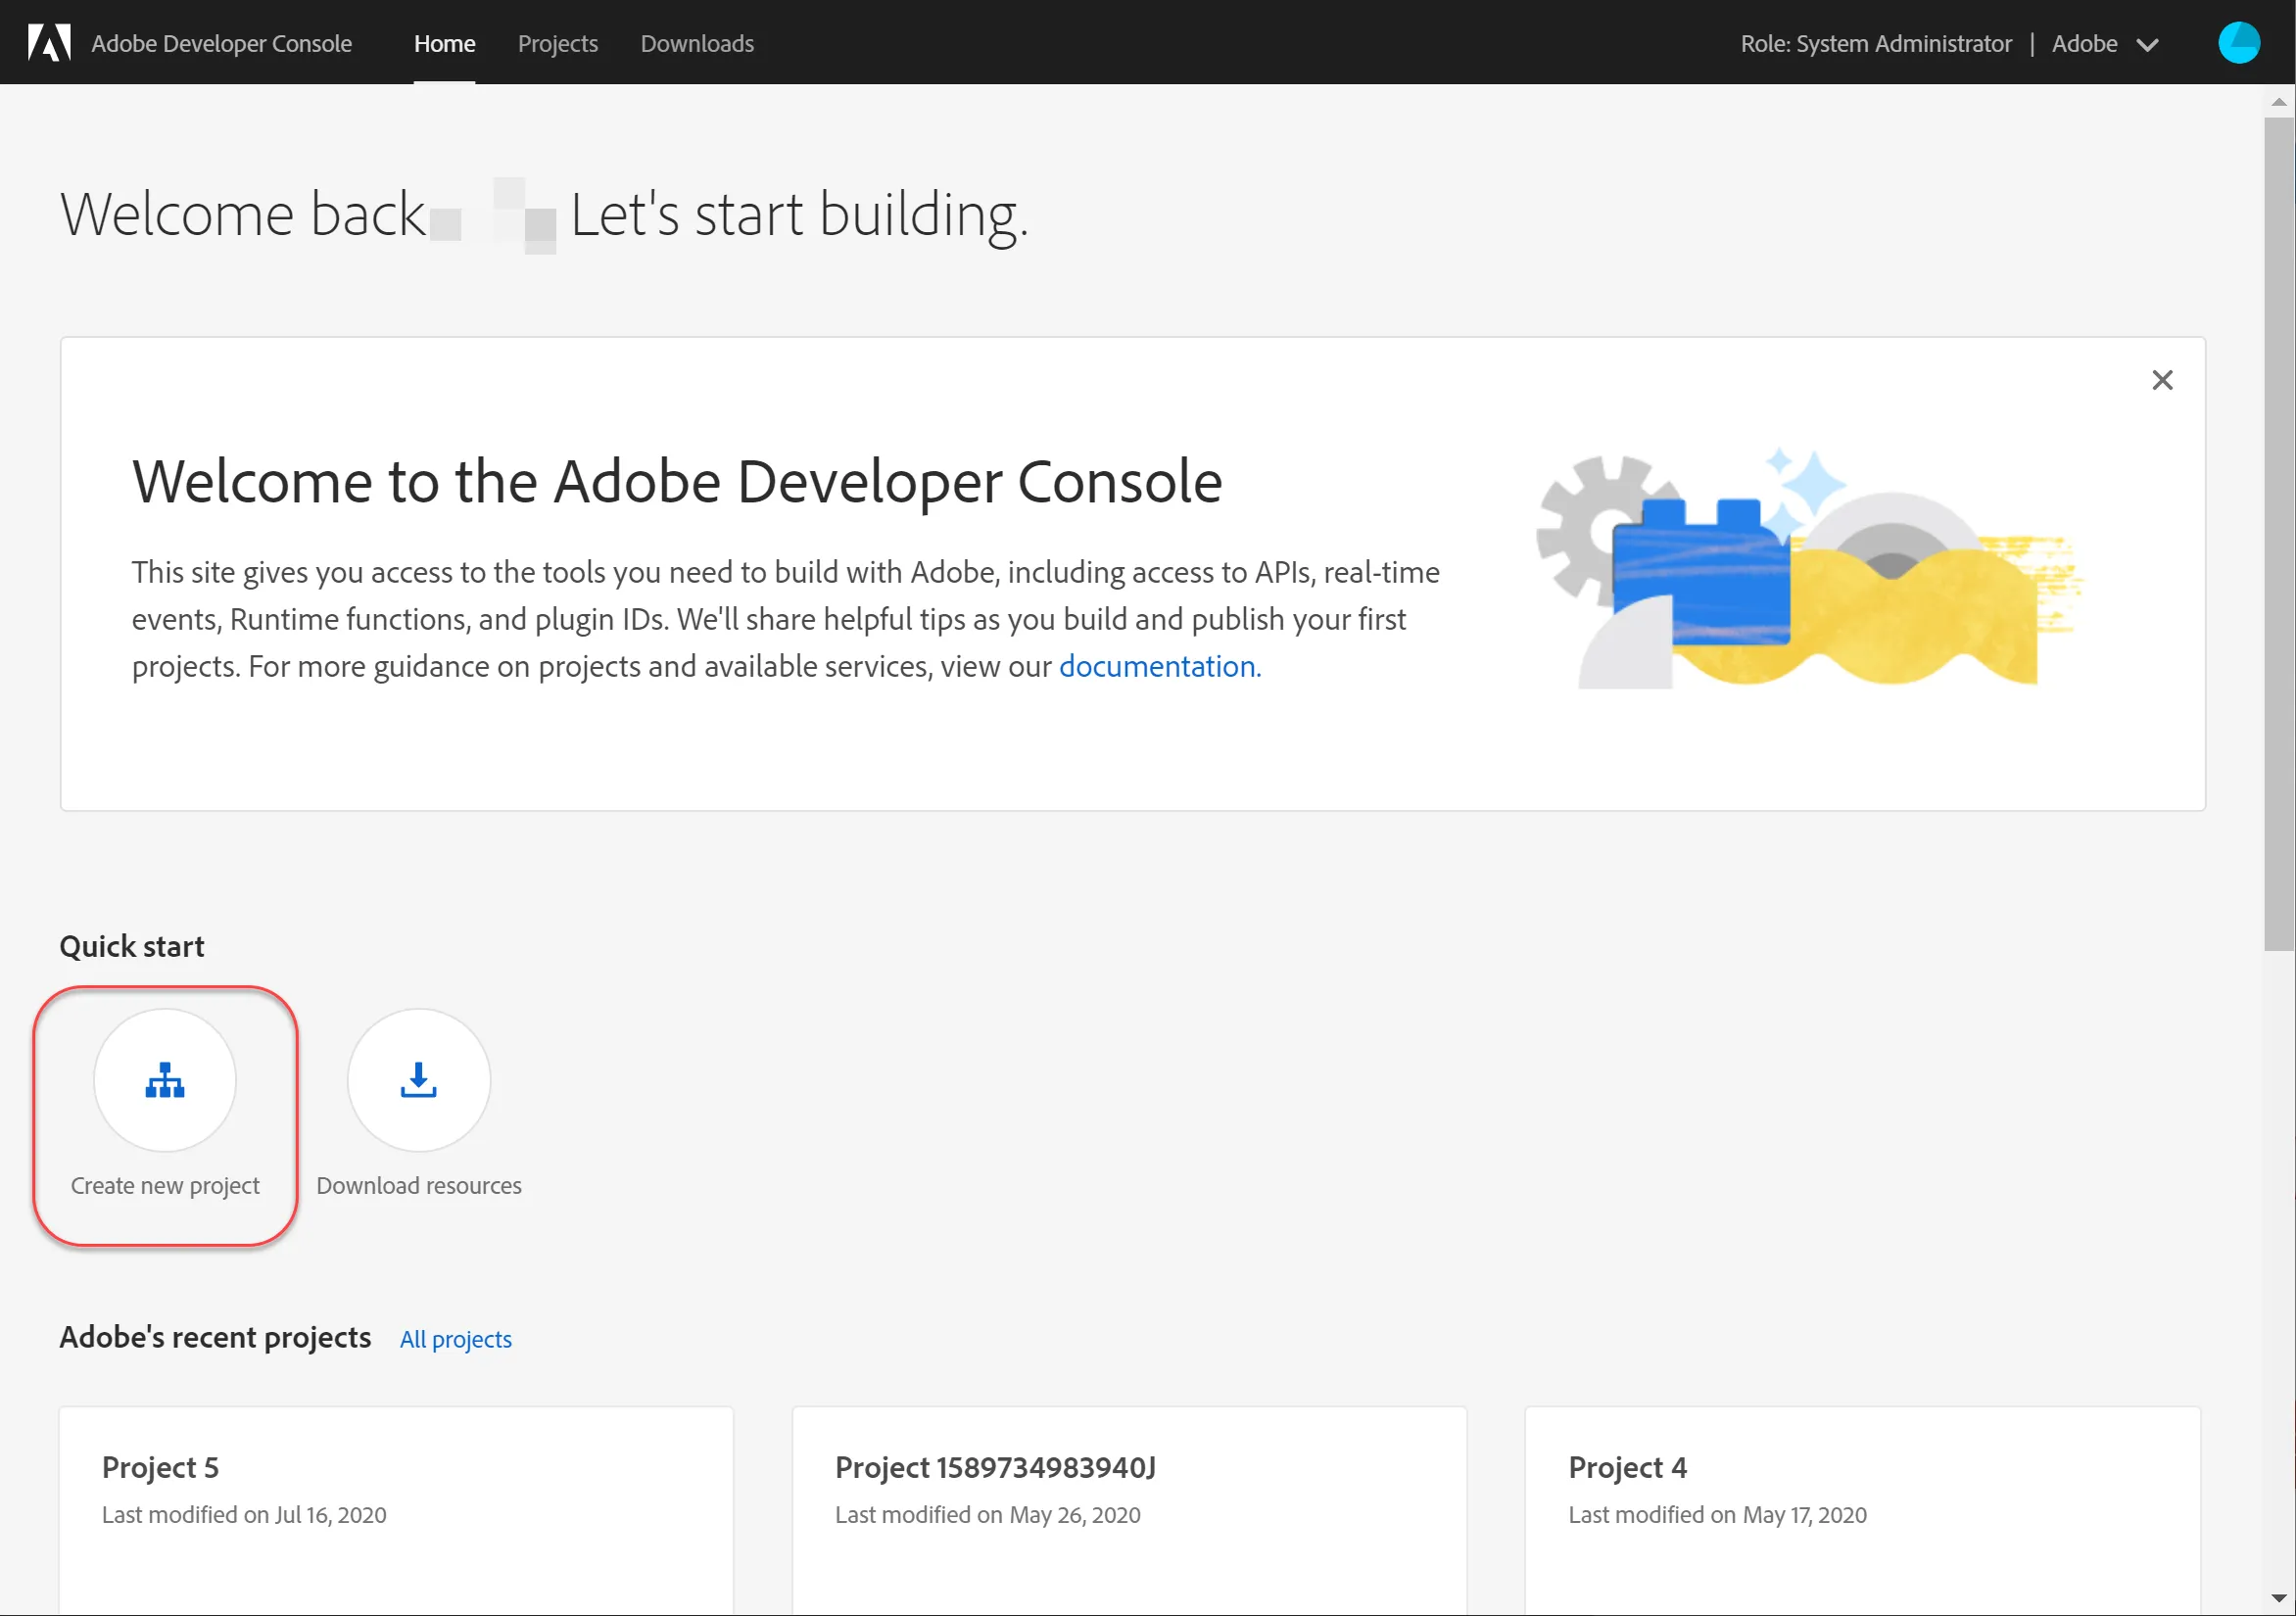 Adobe Developer Console Home Projects Downloads Role: System Administrator | Adobe
Welcome back Let's start building.
Welcome to the Adobe Developer Console
This site gives you access to the tools you need to build with Adobe, including access to APIs, real-time
events, Runtime functions, and plugin IDs. We'll share helpful tips as you build and publish your first
projects. For more guidance on projects and available services, view our documentation.
Quick start
Create new project Download resources
Adobe's recent projects All projects
Project 5
Last modified on Jul 16, 2020
Project 1589734983940J
Last modified on May 26, 2020
Project 4
Last modified on May 17, 2020